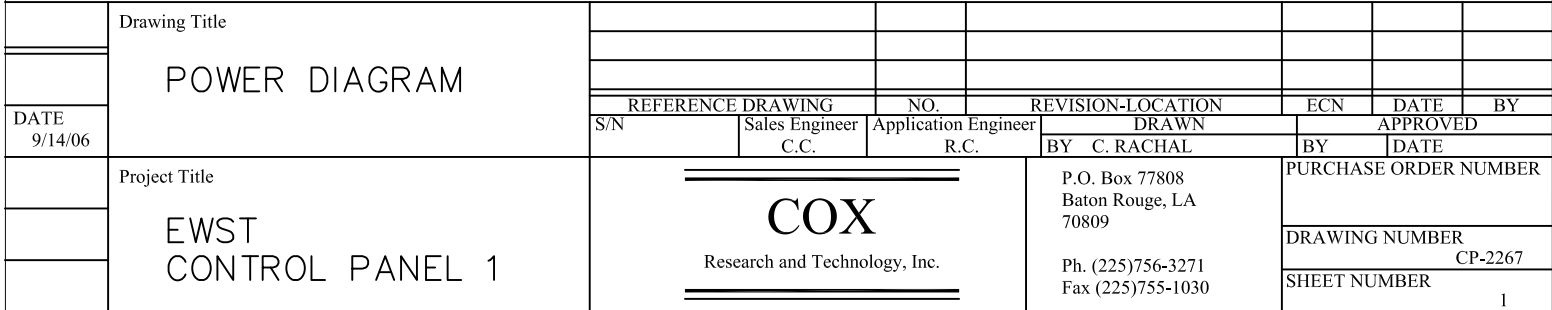 Drawing Title
POWER DIAGRAM
DATE
9/14/06
REFERENCE DRAWING NO. REVISION-LOCATION ECN DATE BY
S/N Sales Engineer Application Engineer DRAWN APPROVED
C.C. R.C. BY C. RACHAL BY DATE
Project Title
EWST
CONTROL PANEL 1
COX
Research and Technology, Inc.
P.O. Box 77808
Baton Rouge, LA
70809
Ph. (225)756-3271
Fax (225)755-1030
PURCHASE ORDER NUMBER
DRAWING NUMBER
CP-2267
SHEET NUMBER
1